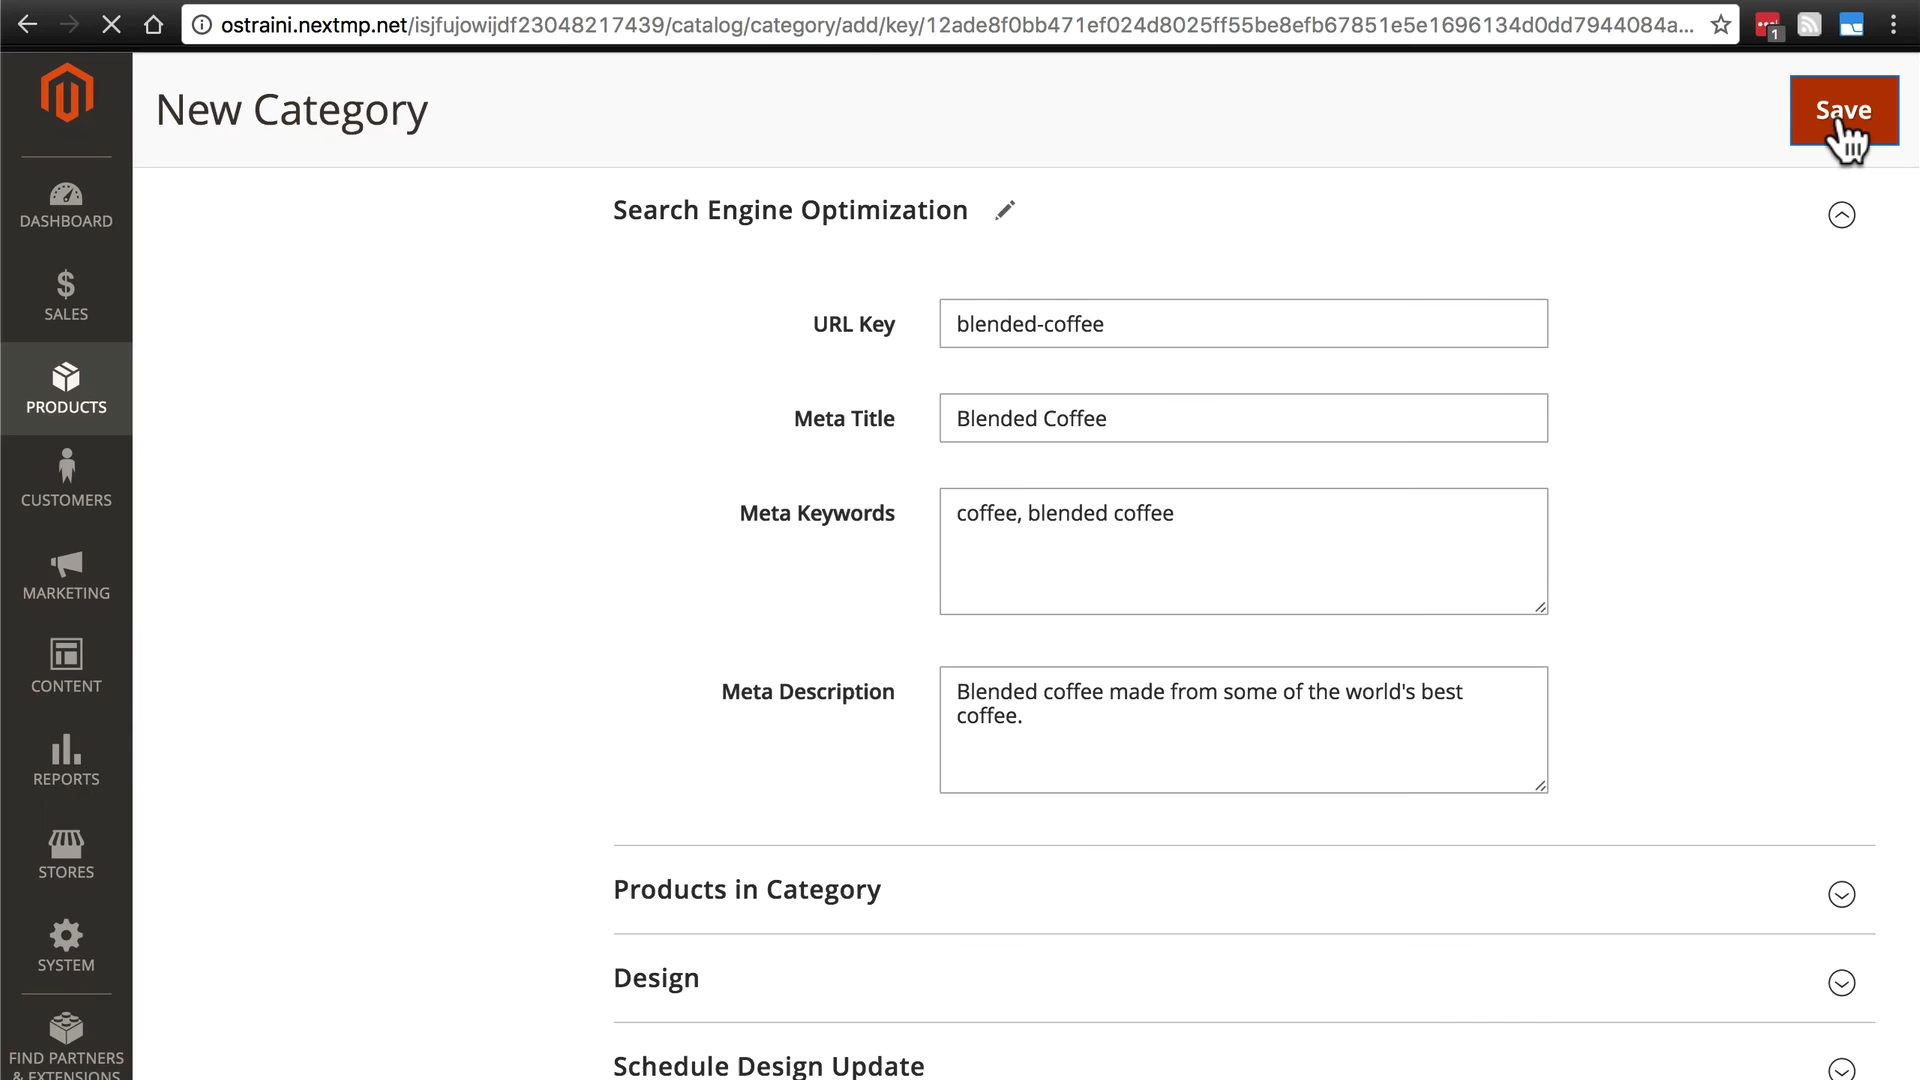 ostraini.nextmp.net/isjfujowijdf23048217439/catalog/category/add/key/12ade8f0bb471ef024d8025ff55be8efb67851e5e1696134d0dd7944084a...
1
New Category
Save
DASHBOARD
SALES
PRODUCTS
CUSTOMERS
MARKETING
CONTENT
REPORTS
STORES
SYSTEM
FIND PARTNERS
& EXTENSIONS
Search Engine Optimization
URL Key
blended-coffee
Meta Title
Blended Coffee
Meta Keywords
coffee, blended coffee
Meta Description
Blended coffee made from some of the world's best
coffee.
Products in Category
Design
Schedule Design Update